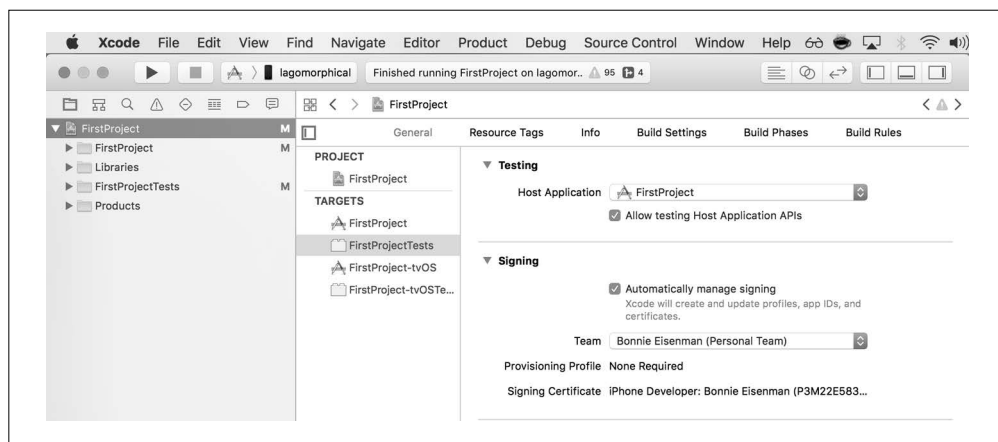 Xcode File Edit View Find Navigate Editor Product Debug Source Control Window Help
lagomorphical Finished running FirstProject on lagomor.. 95 4
FirstProject
FirstProject M
General Resource Tags Info Build Settings Build Phases Build Rules
FirstProject M
Libraries
FirstProjectTests M
Products
PROJECT
FirstProject
TARGETS
FirstProject
FirstProjectTests
FirstProject-tvOS
FirstProject-tvOSTe...
Testing
Host Application FirstProject
Allow testing Host Application APIs
Signing
Automatically manage signing
Xcode will create and update profiles, app IDs, and
certificates.
Team Bonnie Eisenman (Personal Team)
Provisioning Profile None Required
Signing Certificate iPhone Developer: Bonnie Eisenman (P3M22E583...